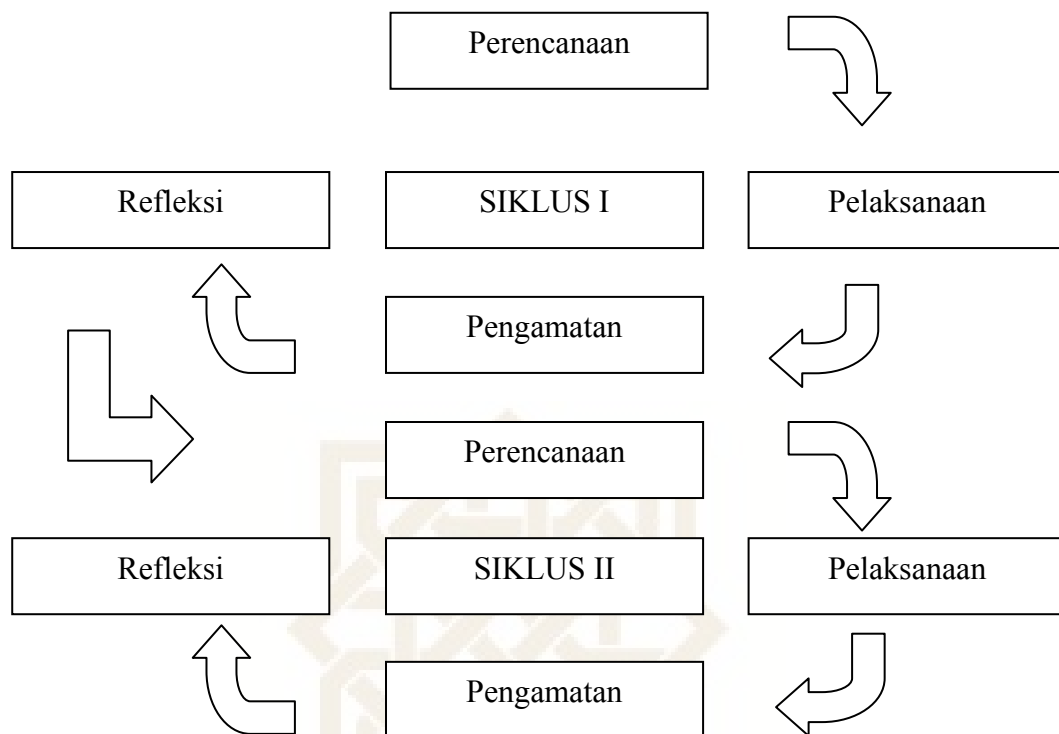 Perencanaan
Refleksi
SIKLUS I
Pelaksanaan
Pengamatan
Perencanaan
Refleksi
SIKLUS II
Pelaksanaan
Pengamatan